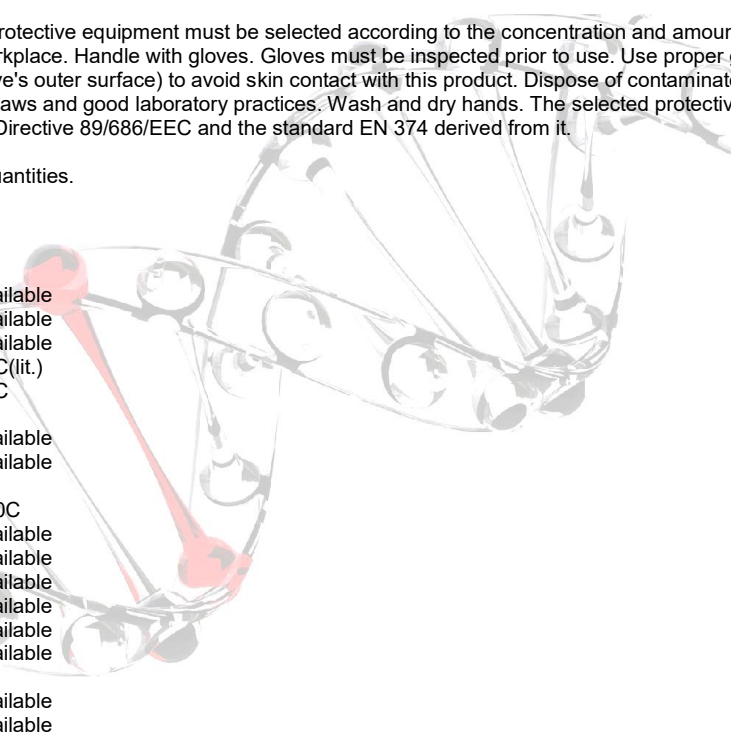 rotective equipment must be selected according to the concentration and amoun
rkplace. Handle with gloves. Gloves must be inspected prior to use. Use proper g
ve's outer surface) to avoid skin contact with this product. Dispose of contaminate
aws and good laboratory practices. Wash and dry hands. The selected protectiv
Directive 89/686/EEC and the standard EN 374 derived from it.
uantities.
ailable
ailable
ailable
C(lit.)
C
ailable
ailable
0C
ailable
ailable
ailable
ailable
ailable
ailable
ailable
ailable